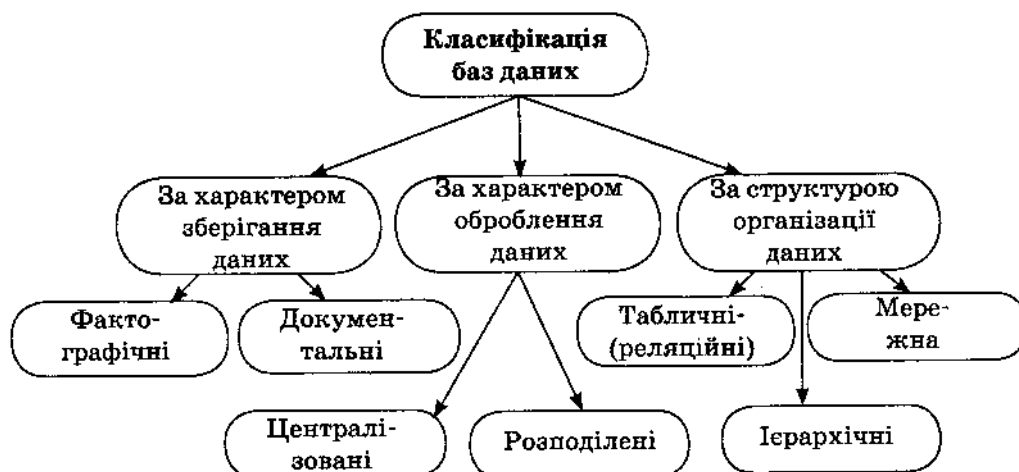 Класифікація
баз даних
За характером
зберігання
даних
За характером
оброблення
даних
За структурою
організації
даних
Факто-
графічні
Докумен-
тальні
Табличні-
(реляційні)
Мере-
жна
Централі-
зовані
Розподілені
Ієрархічні